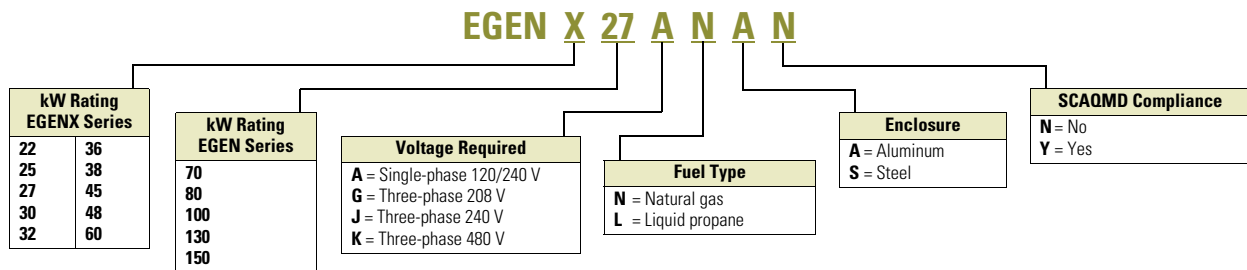 EGEN X 27 A N A N
kW Rating
EGENX Series
22 36
25 38
27 45
30 48
32 60
kW Rating
EGEN Series
70
80
100
130
150
Voltage Required
A = Single-phase 120/240 V
G = Three-phase 208 V
J = Three-phase 240 V
K = Three-phase 480 V
Fuel Type
N = Natural gas
L = Liquid propane
Enclosure
A = Aluminum
S = Steel
SCAQMD Compliance
N = No
Y = Yes